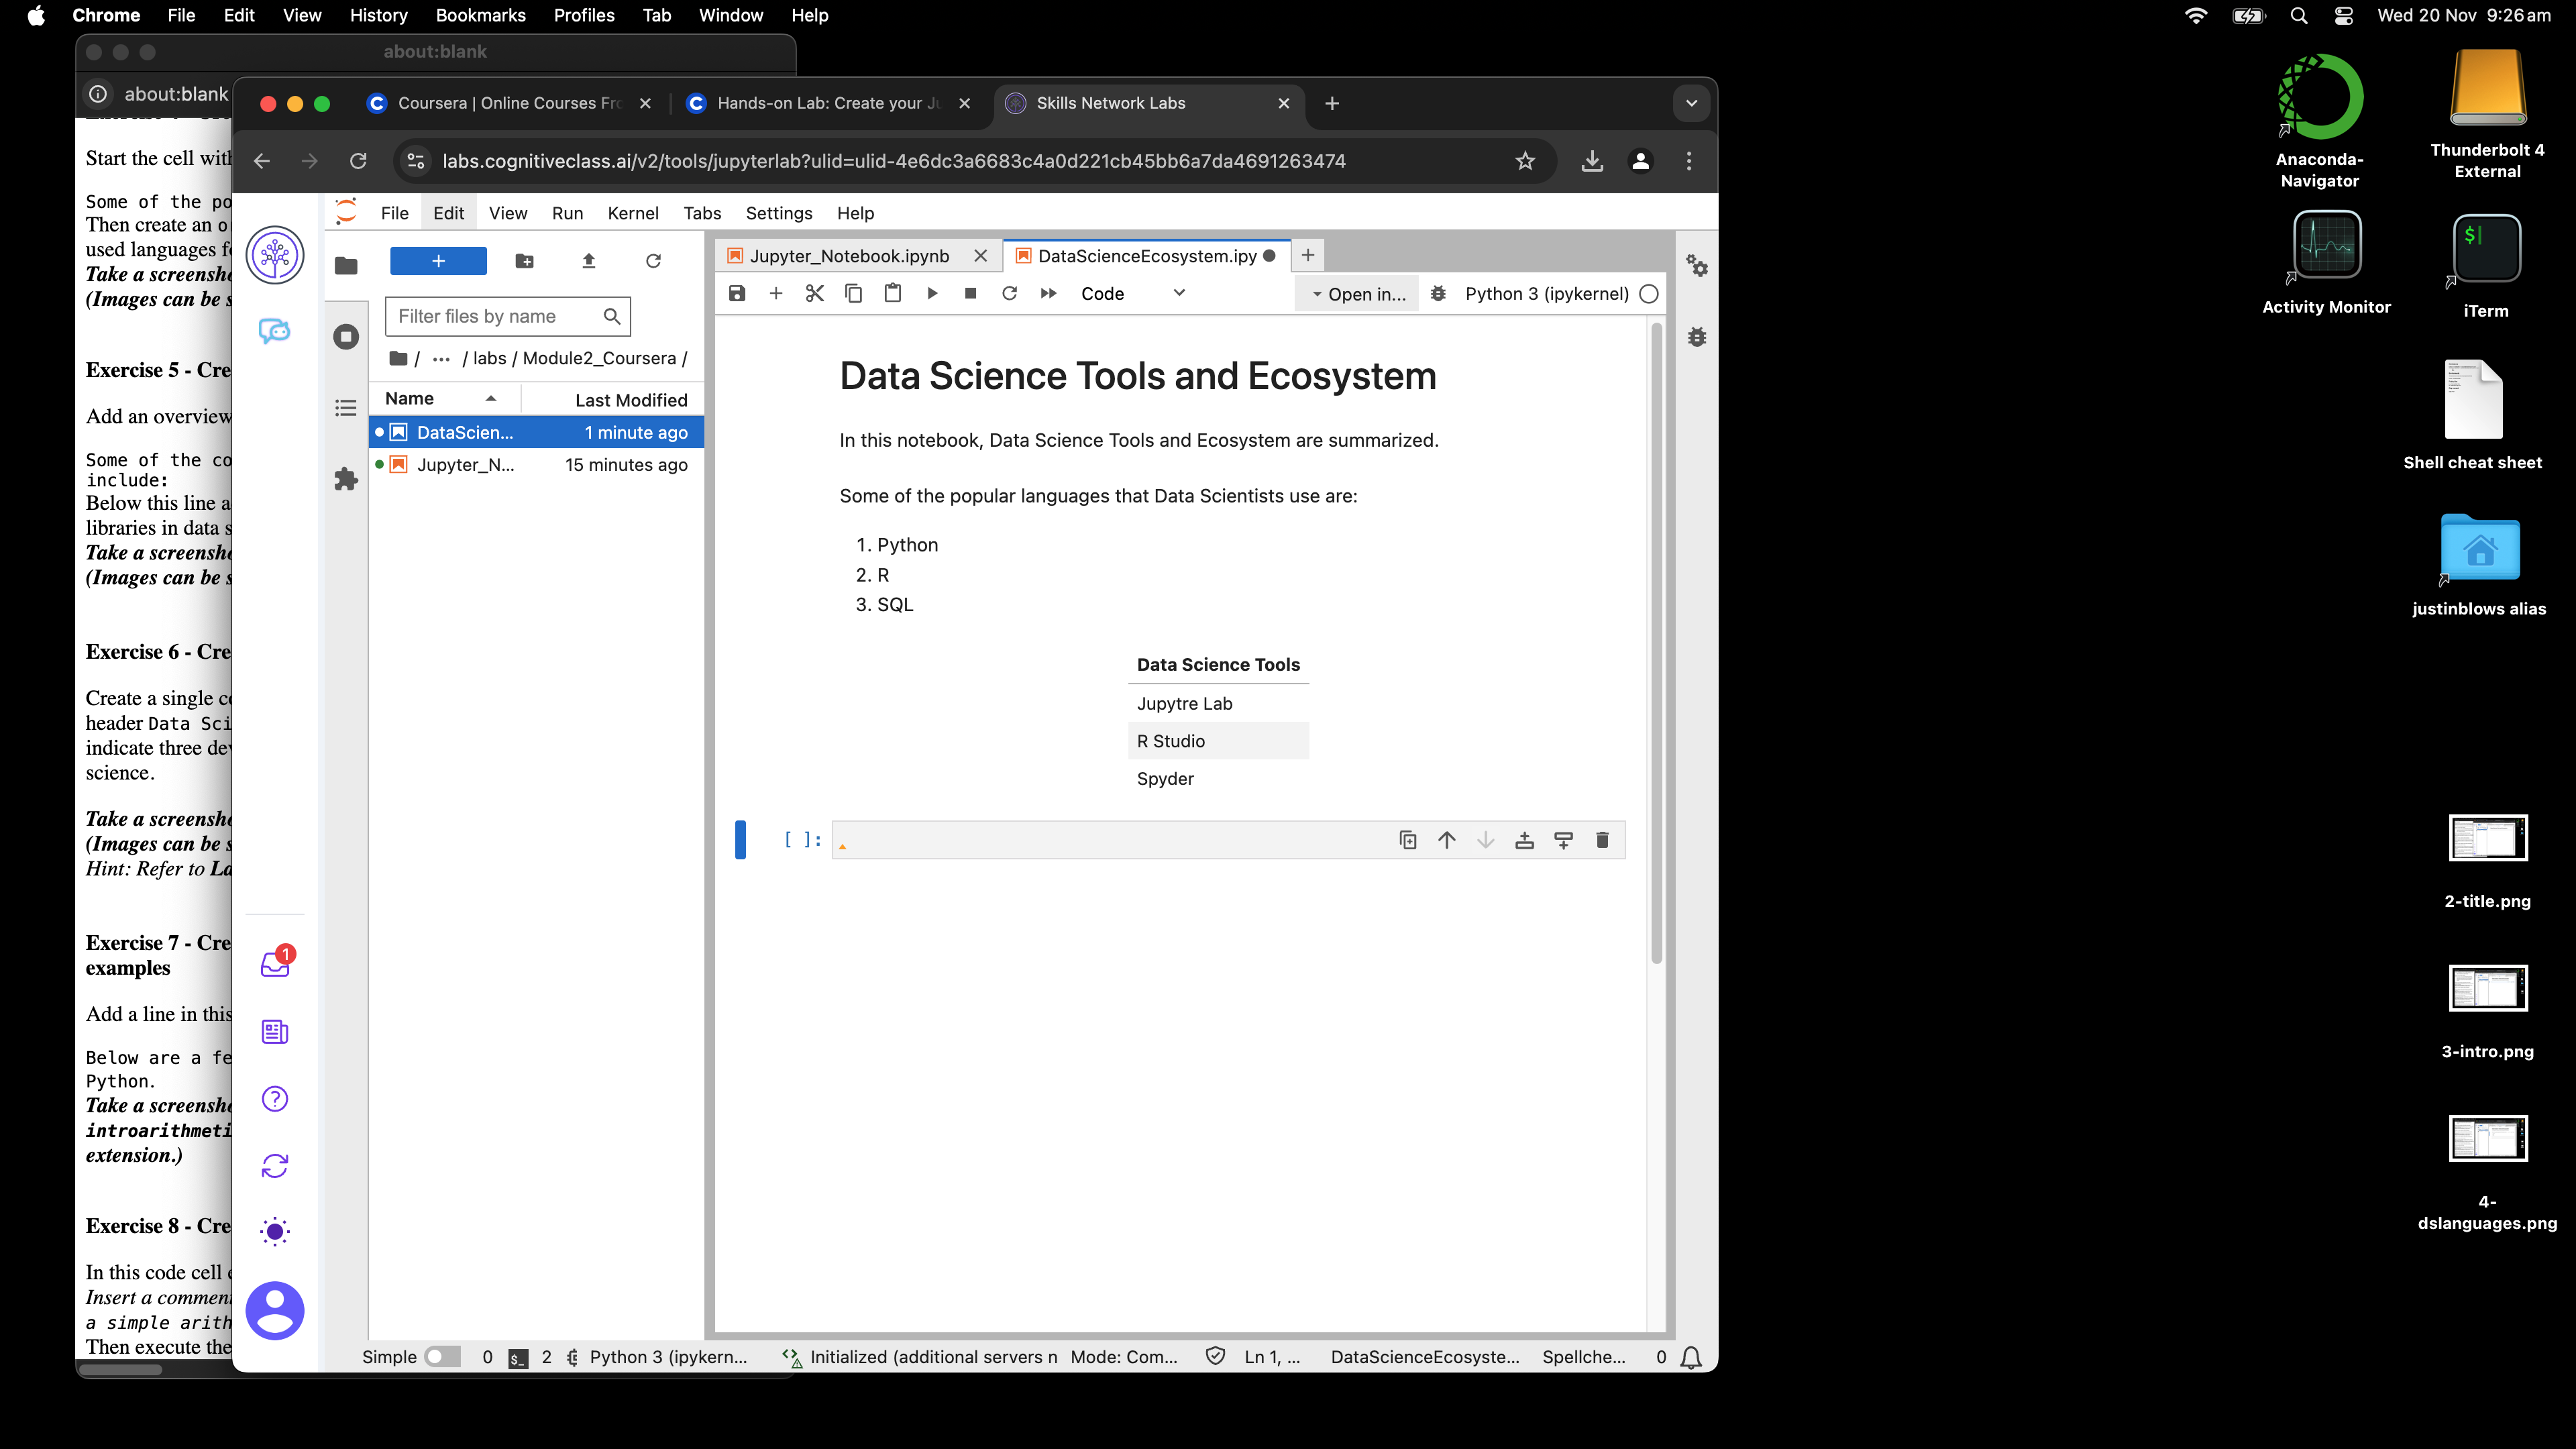 Chrome File Edit View History Bookmarks Profiles Tab Window Help
Wed 20 Nov 9:26 am
about:blank
about:blank
Start the cell with
Some of the po
Then create an o
used languages f
Take a screensh
(Images can be s
Exercise 5 - Cre
Add an overview
Some of the co
include:
Below this line a
libraries in data s
Take a screensh
(Images can be s
Exercise 6 - Cre
Create a single c
header Data Sci
indicate three de
science.
Take a screensh
(Images can be s
Hint: Refer to La
Exercise 7 - Cre
examples
Add a line in this
Below are a fe
Python.
Take a screensh
introarithmeti
extension.)
Exercise 8 - Cre
In this code cell
Insert a commen
a simple arith
Then execute the
Coursera | Online Courses Fr
Hands-on Lab: Create your J
Skills Network Labs
labs.cognitiveclass.ai/v2/tools/jupyterlab?ulid=ulid-4e6dc3a6683c4a0d221cb45bb6a7da4691263474
File Edit View Run Kernel Tabs Settings Help
Filter files by name
/ ... / labs / Module2_Coursera /
Name Last Modified
DataScien... 1 minute ago
Jupyter_N... 15 minutes ago
1
Jupyter_Notebook.ipynb
DataScienceEcosystem.ipy
Code
Open in...
Python 3 (ipykernel)
Data Science Tools and Ecosystem
In this notebook, Data Science Tools and Ecosystem are summarized.
Some of the popular languages that Data Scientists use are:
1. Python
2. R
3. SQL
Data Science Tools
Jupytre Lab
R Studio
Spyder
[ ]:
Simple 0 $_ 2 Python 3 (ipykern... Initialized (additional servers n Mode: Com... Ln 1, ... DataScienceEcosyste... Spellche... 0
Anaconda-
Navigator
Thunderbolt 4
External
Activity Monitor
$
iTerm
Shell cheat sheet
justinblows alias
2-title.png
3-intro.png
4-
dslanguages.png